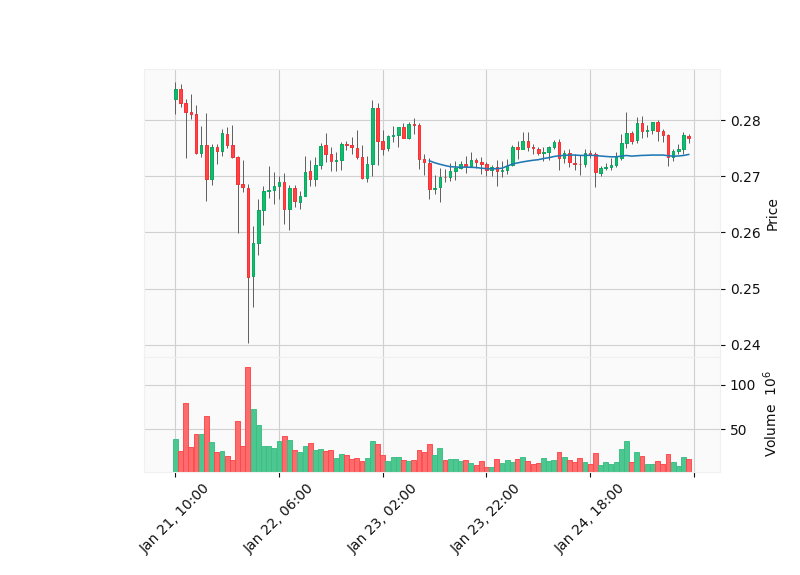 0.28
0.27
0.26
0.25
0.24
Price
100
50
Volume 10^6
Jan 21, 10:00
Jan 22, 06:00
Jan 23, 02:00
Jan 23, 22:00
Jan 24, 18:00